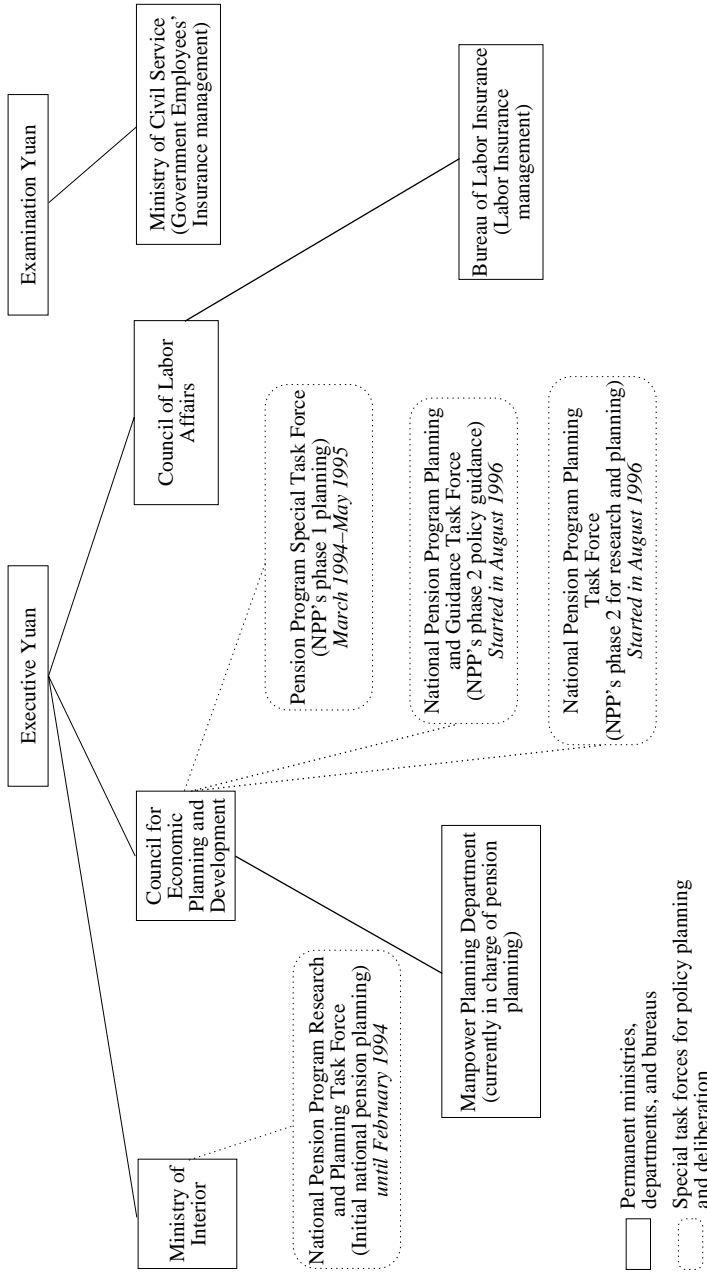 Executive Yuan
Examination Yuan
Ministry of
Interior
Council for
Economic
Planning and
Development
Council of Labor
Affairs
Ministry of Civil Service
(Government Employees'
Insurance management)
National Pension Program Research
and Planning Task Force
(Initial national pension planning)
until February 1994
Pension Program Special Task Force
(NPP's phase 1 planning)
March 1994–May 1995
Manpower Planning Department
(currently in charge of pension
planning)
National Pension Program Planning
and Guidance Task Force
(NPP's phase 2 policy guidance)
Started in August 1996
Bureau of Labor Insurance
(Labor Insurance
management)
National Pension Program Planning
Task Force
(NPP's phase 2 for research and planning)
Started in August 1996
Permanent ministries,
departments, and bureaus
Special task forces for policy planning
and deliberation